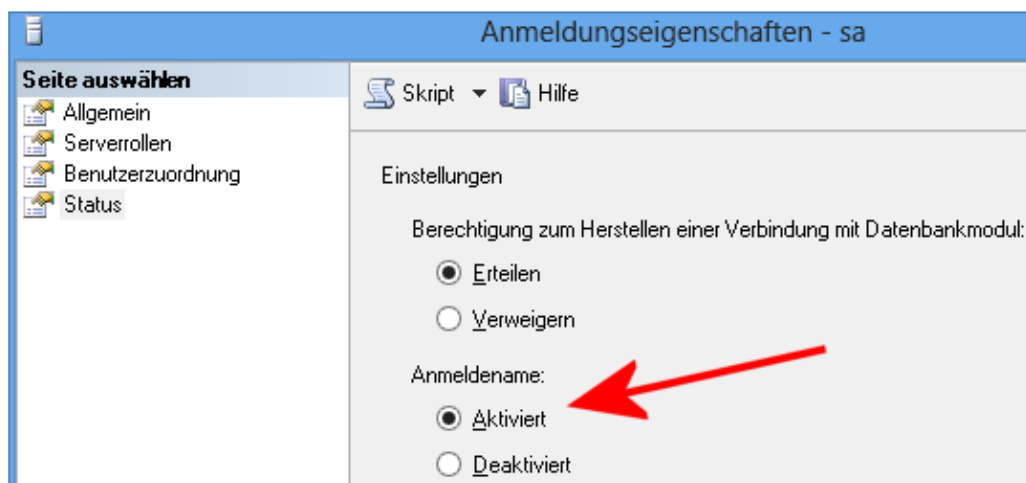 Anmeldungseigenschaften - sa
Seite auswählen
Allgemein
Serverrollen
Benutzerzuordnung
Status
Skript
Hilfe
Einstellungen
Berechtigung zum Herstellen einer Verbindung mit Datenbankmodul:
Erteilen
Verweigern
Anmeldename:
Aktiviert
Deaktiviert